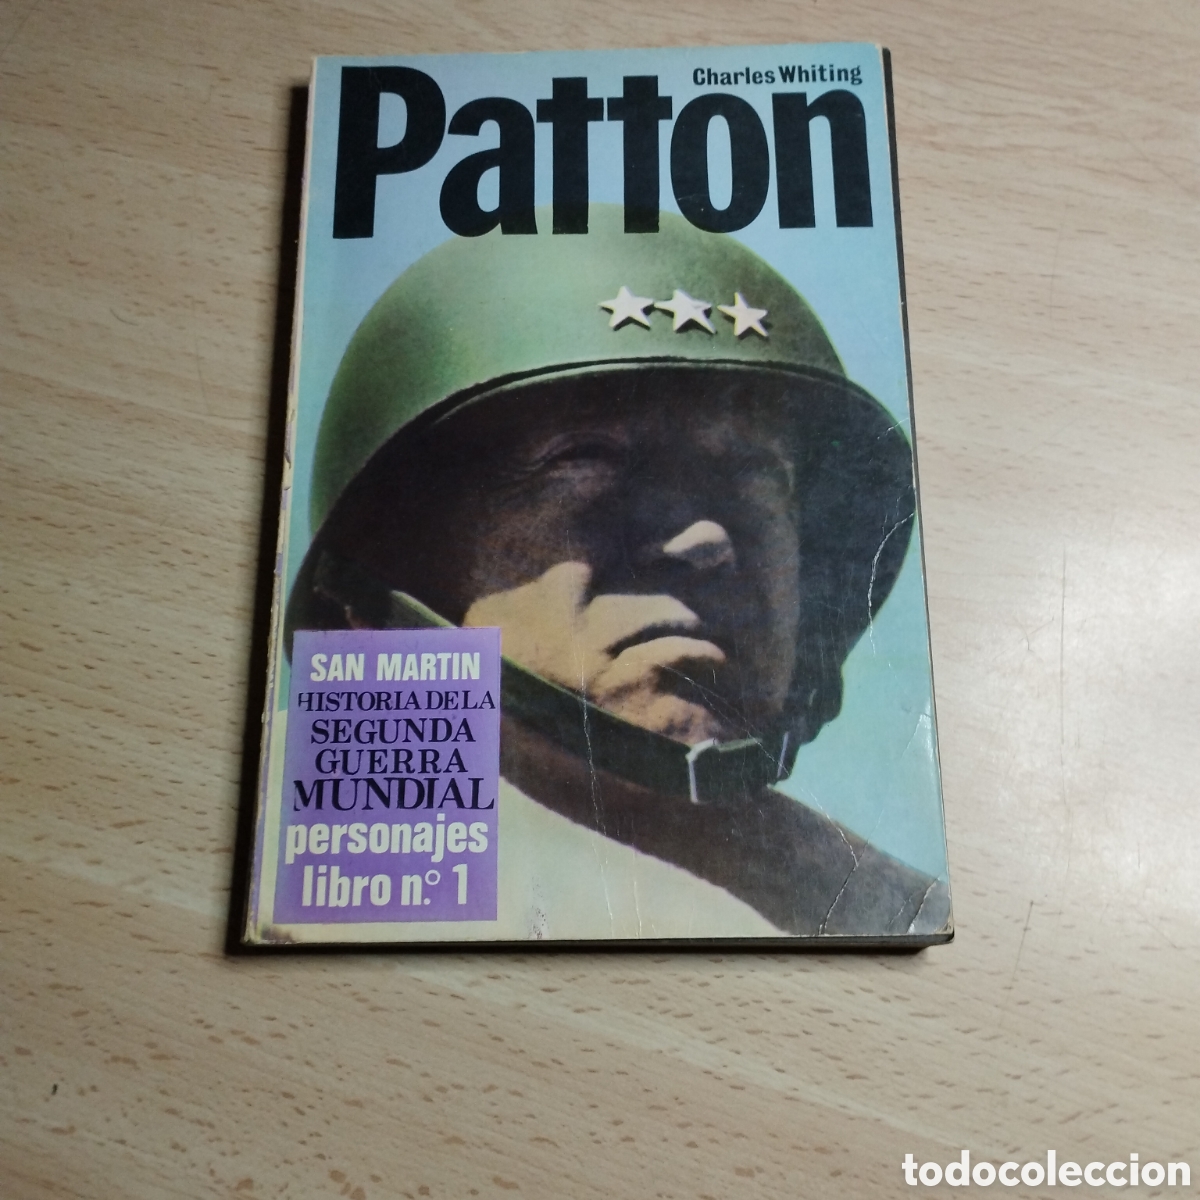 Charles Whiting
Patton
SAN MARTIN
HISTORIA DE LA
SEGUNDA
GUERRA
MUNDIAL
personajes
libro n.º 1
todocoleccion